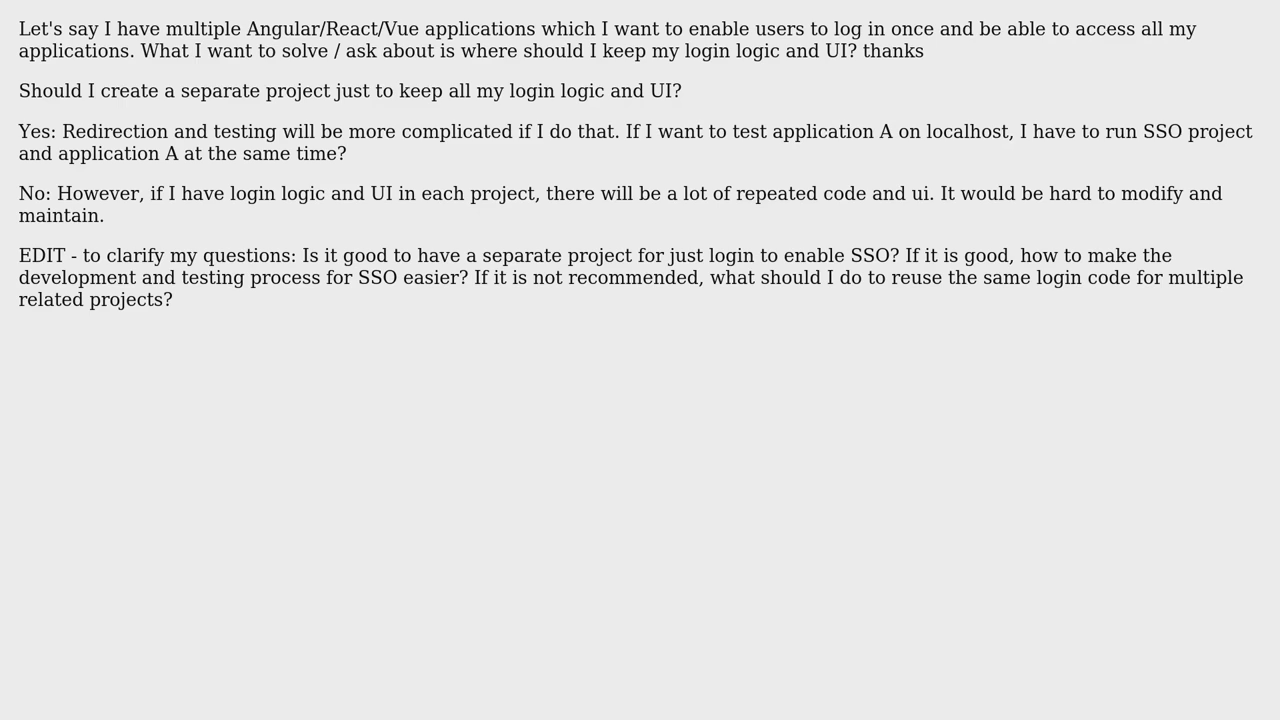 Let's say I have multiple Angular/React/Vue applications which I want to enable users to log in once and be able to access all my
applications. What I want to solve / ask about is where should I keep my login logic and UI? thanks
Should I create a separate project just to keep all my login logic and UI?
Yes: Redirection and testing will be more complicated if I do that. If I want to test application A on localhost, I have to run SSO project
and application A at the same time?
No: However, if I have login logic and UI in each project, there will be a lot of repeated code and ui. It would be hard to modify and
maintain.
EDIT - to clarify my questions: Is it good to have a separate project for just login to enable SSO? If it is good, how to make the
development and testing process for SSO easier? If it is not recommended, what should I do to reuse the same login code for multiple
related projects?